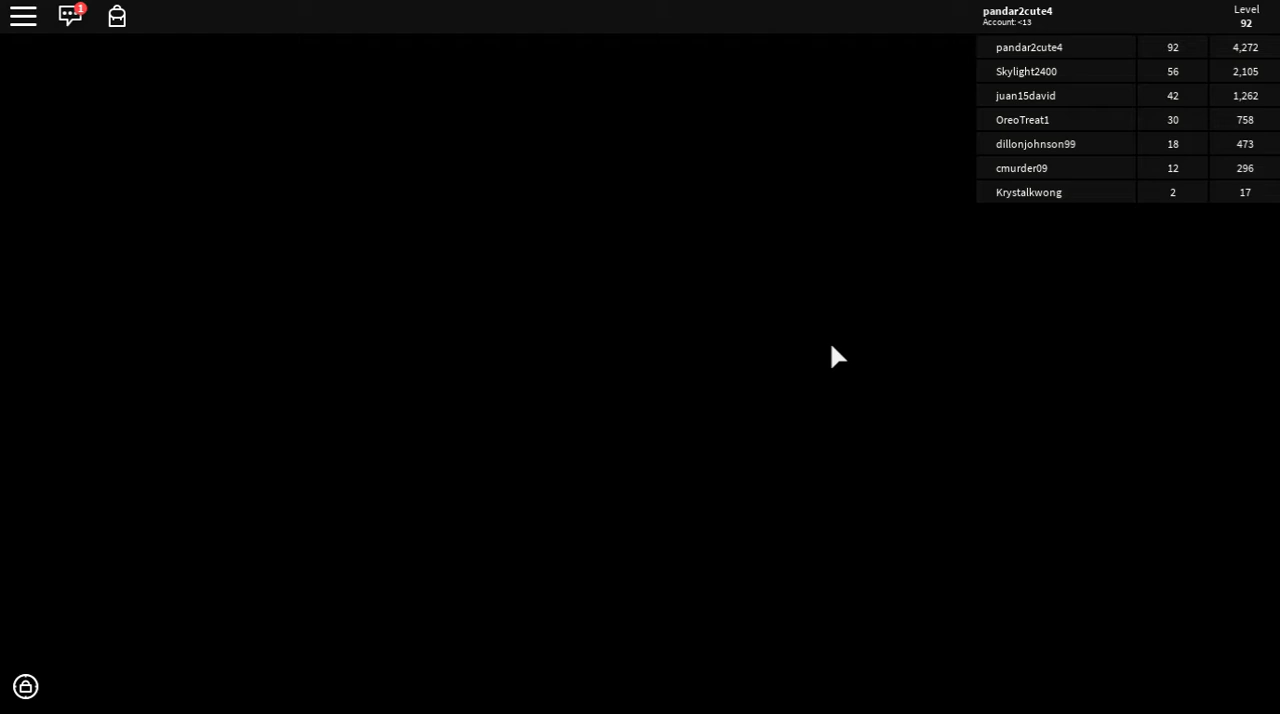 1
pandar2cute4
Account: <13
Level
92
pandar2cute4 92 4,272
Skylight2400 56 2,105
juan15david 42 1,262
OreoTreat1 30 758
dillonjohnson99 18 473
cmurder09 12 296
Krystalkwong 2 17